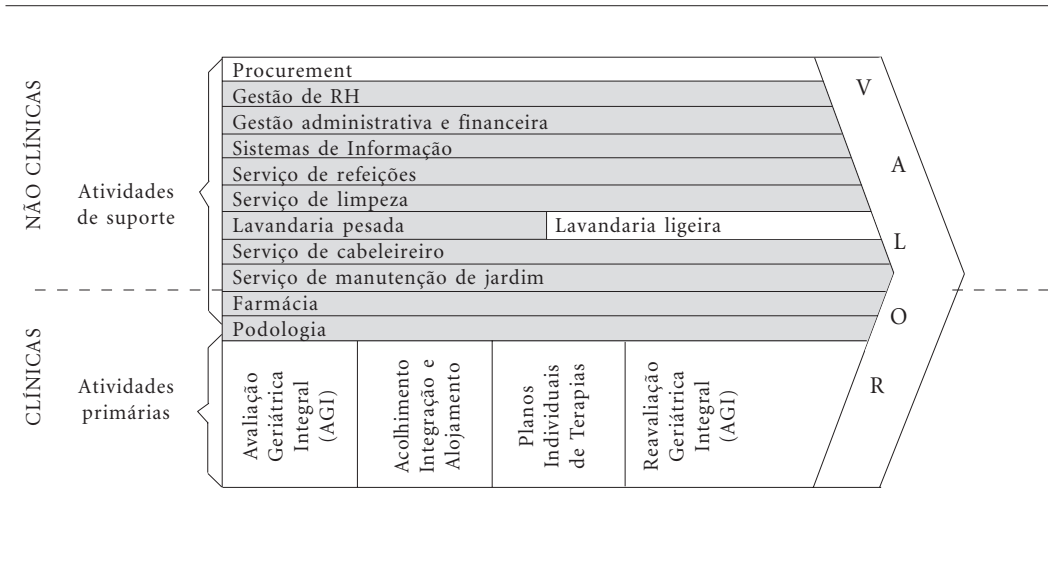 NÃO CLÍNICAS
Atividades
de suporte
Procurement
Gestão de RH
Gestão administrativa e financeira
Sistemas de Informação
Serviço de refeições
Serviço de limpeza
Lavandaria pesada
Lavandaria ligeira
Serviço de cabeleireiro
Serviço de manutenção de jardim
Farmácia
Podologia
CLÍNICAS
Atividades
primárias
Avaliação
Geriátrica
Integral
(AGI)
Acolhimento
Integração e
Alojamento
Planos
Individuais
de Terapias
Reavaliação
Geriátrica
Integral
(AGI)
V
A
L
O
R